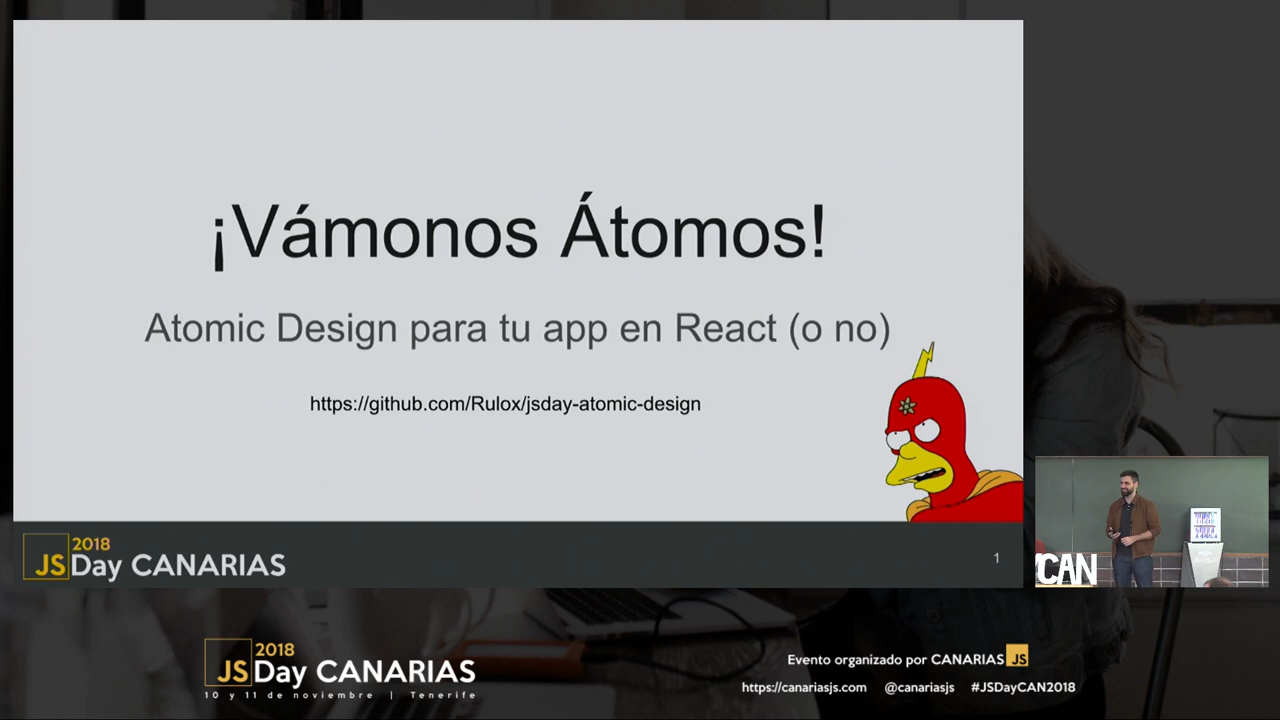 ¡Vámonos Átomos!
Atomic Design para tu app en React (o no)
https://github.com/Rulox/jsday-atomic-design
2018
JS Day CANARIAS
1
CAN
2018
JS Day CANARIAS
10 y 11 de noviembre | Tenerife
Evento organizado por CANARIAS JS
https://canariasjs.com @canariasjs #JSDayCAN2018